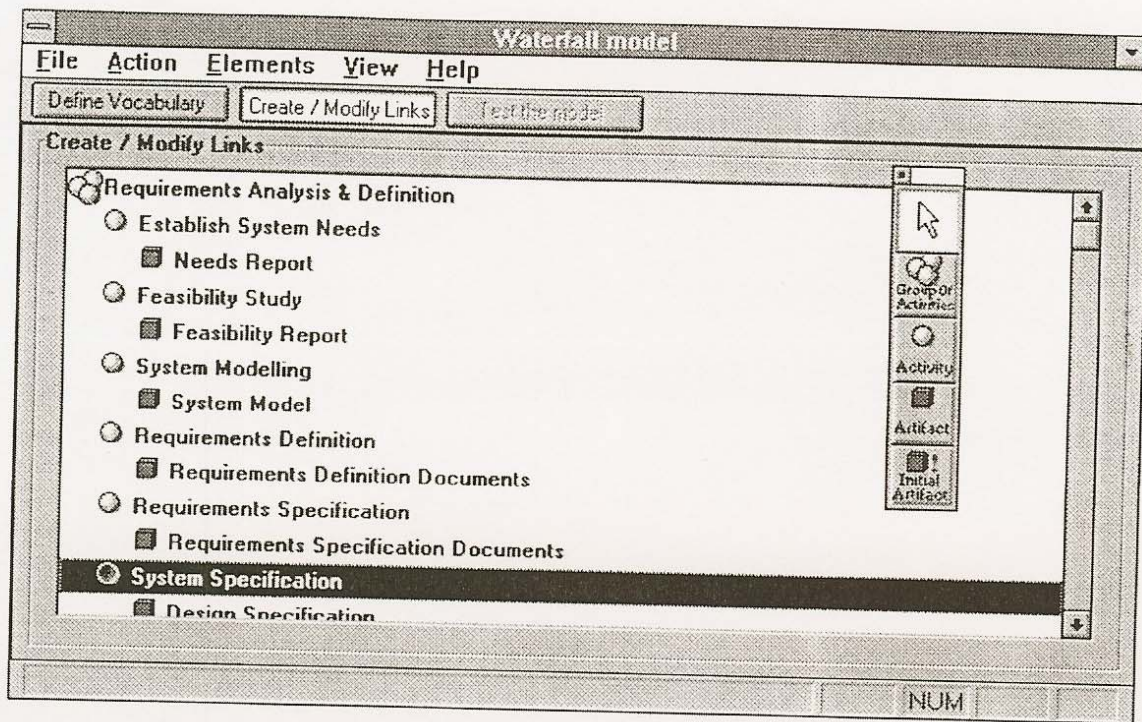 Waterfall model
File Action Elements View Help
Define Vocabulary Create / Modify Links Test the model
Create / Modify Links
Requirements Analysis & Definition
Establish System Needs
Needs Report
Feasibility Study
Feasibility Report
System Modelling
System Model
Requirements Definition
Requirements Definition Documents
Requirements Specification
Requirements Specification Documents
System Specification
Design Specification
Group Of
Activities
Activity
Artifact
Initial
Artifact
NUM